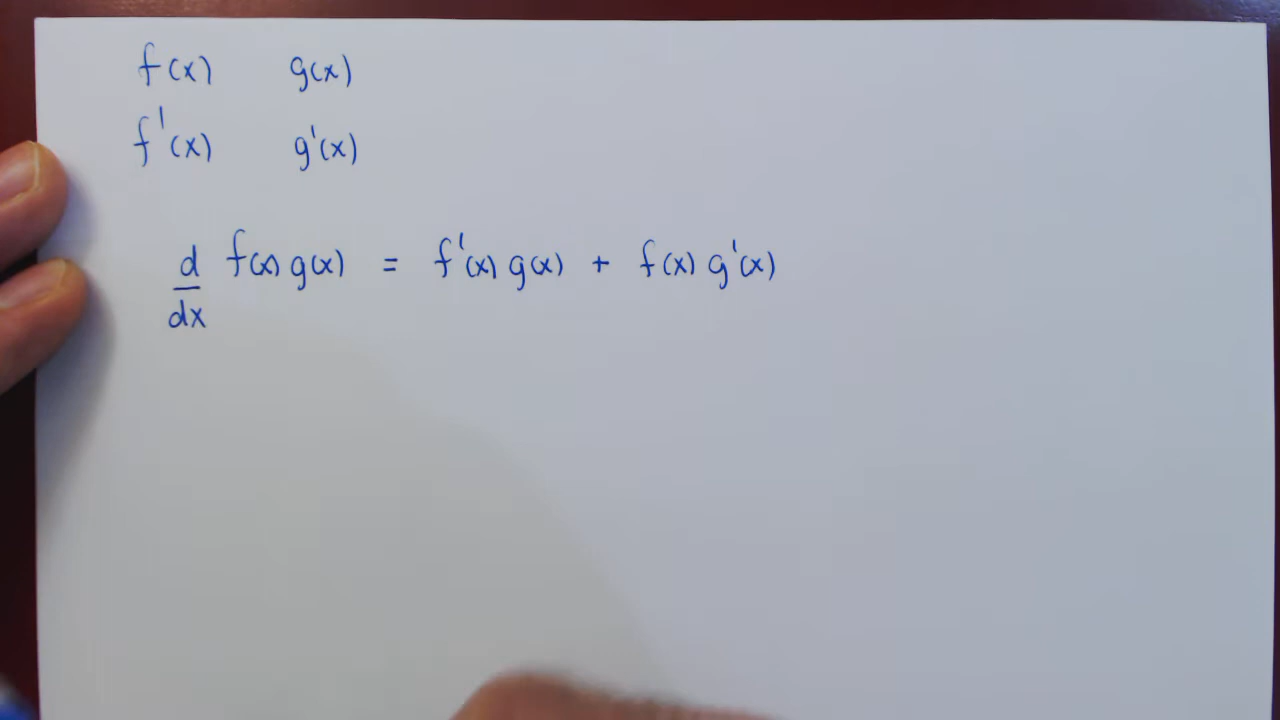 f(x) g(x)
f'(x) g'(x)
d/dx f(x) g(x) = f'(x) g(x) + f(x) g'(x)